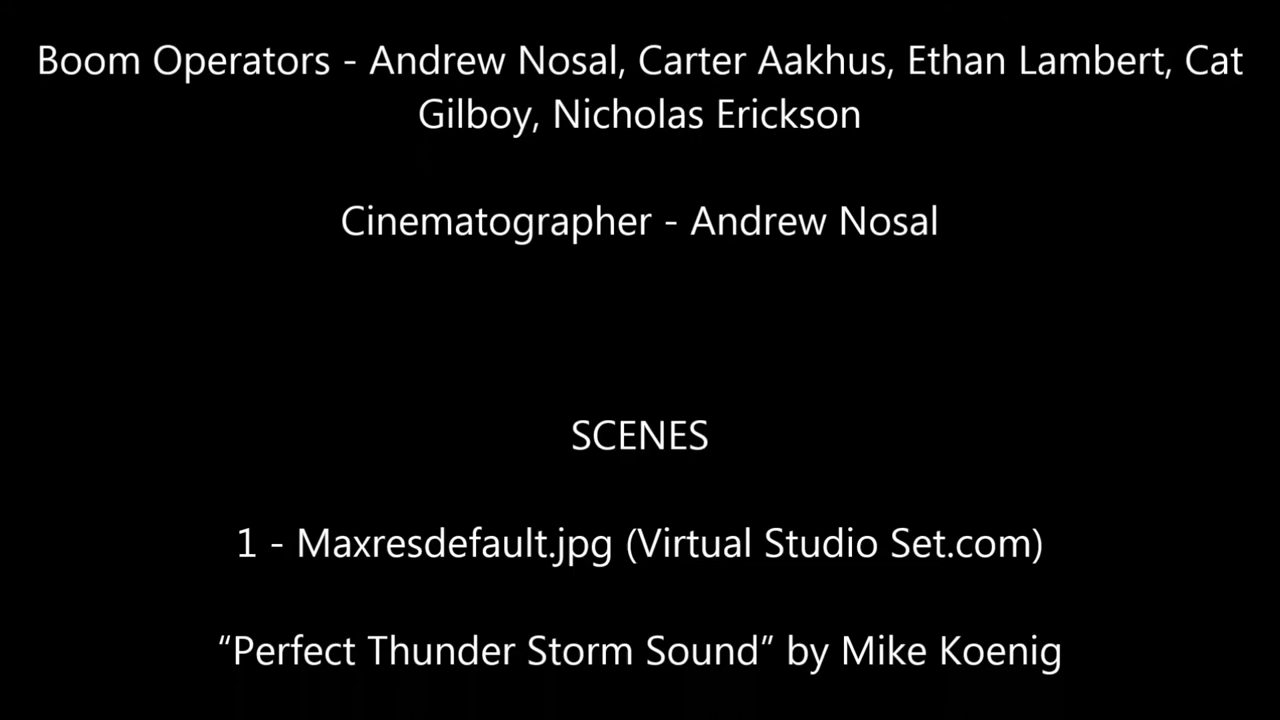 Boom Operators - Andrew Nosal, Carter Aakhus, Ethan Lambert, Cat
Gilboy, Nicholas Erickson
Cinematographer - Andrew Nosal
SCENES
1 - Maxresdefault.jpg (Virtual Studio Set.com)
“Perfect Thunder Storm Sound” by Mike Koenig